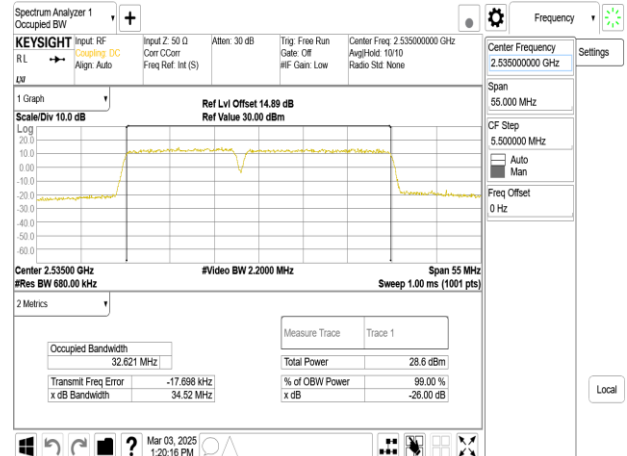 Spectrum Analyzer 1
Occupied BW
Frequency
KEYSIGHT
RL
LXI
Input: RF
Coupling: DC
Align: Auto
Input Z: 50 Ω
Corr CCorr
Freq Ref: Int (S)
Atten: 30 dB
Trig: Free Run
Gate: Off
#IF Gain: Low
Center Freq: 2.535000000 GHz
Avg|Hold: 10/10
Radio Std: None
Center Frequency
2.535000000 GHz
Settings
Span
55.000 MHz
CF Step
5.500000 MHz
Auto
Man
Freq Offset
0 Hz
Local
1 Graph
Scale/Div 10.0 dB
Ref Lvl Offset 14.89 dB
Ref Value 30.00 dBm
Log
20.0
10.0
0.00
-10.0
-20.0
-30.0
-40.0
-50.0
-60.0
Center 2.53500 GHz
#Video BW 2.2000 MHz
Span 55 MHz
#Res BW 680.00 kHz
Sweep 1.00 ms (1001 pts)
2 Metrics
Measure Trace Trace 1
Occupied Bandwidth
32.621 MHz
Total Power 28.6 dBm
Transmit Freq Error -17.698 kHz
% of OBW Power 99.00 %
x dB Bandwidth 34.52 MHz
x dB -26.00 dB
?
Mar 03, 2025
1:20:16 PM